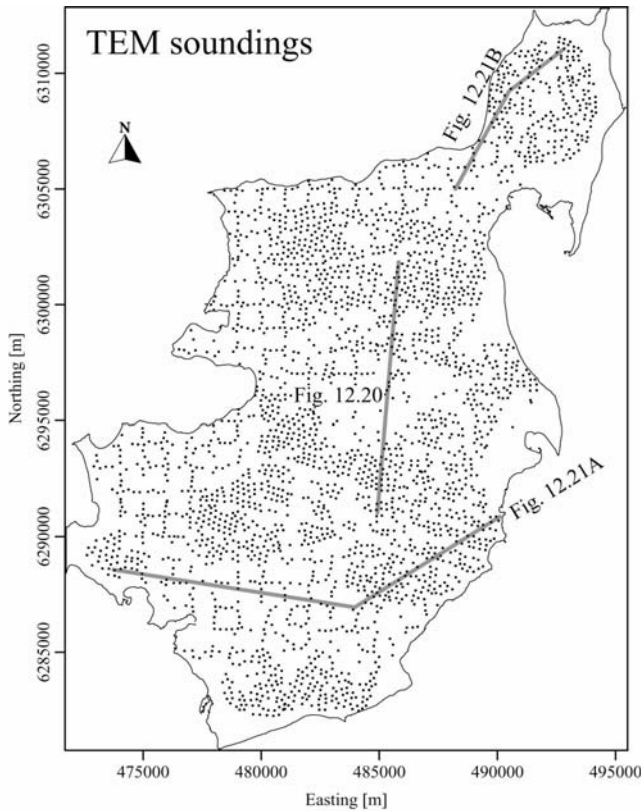 TEM soundings
N
Fig. 12.21B
Fig. 12.20
Fig. 12.21A
6310000
6305000
6300000
6295000
6290000
6285000
Northing [m]
475000 480000 485000 490000 495000
Easting [m]